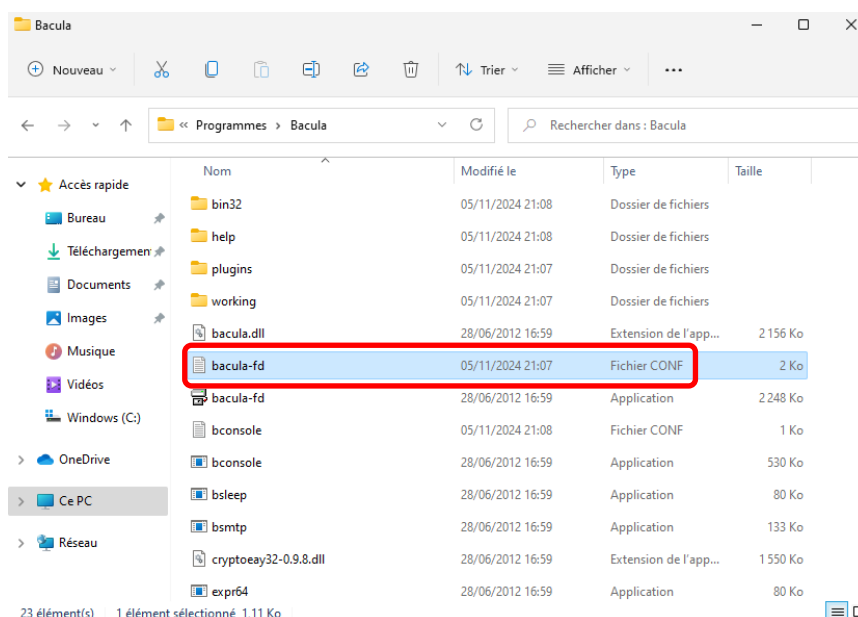 Bacula
Nouveau Trier Afficher ...
« Programmes > Bacula Rechercher dans : Bacula
Nom Modifié le Type Taille
Accès rapide
bin32 05/11/2024 21:08 Dossier de fichiers
Bureau
help 05/11/2024 21:08 Dossier de fichiers
Téléchargemen
plugins 05/11/2024 21:07 Dossier de fichiers
Documents
working 05/11/2024 21:07 Dossier de fichiers
Images
bacula.dll 28/06/2012 16:59 Extension de l'app... 2 156 Ko
Musique
bacula-fd 05/11/2024 21:07 Fichier CONF 2 Ko
Vidéos
bacula-fd 28/06/2012 16:59 Application 2 248 Ko
Windows (C:)
bconsole 05/11/2024 21:08 Fichier CONF 1 Ko
OneDrive
bconsole 28/06/2012 16:59 Application 530 Ko
Ce PC
bsleep 28/06/2012 16:59 Application 80 Ko
bsmtp 28/06/2012 16:59 Application 133 Ko
Réseau
cryptoeay32-0.9.8.dll 28/06/2012 16:59 Extension de l'app... 1 550 Ko
expr64 28/06/2012 16:59 Application 80 Ko
23 élément(s) 1 élément sélectionné 1,11 Ko